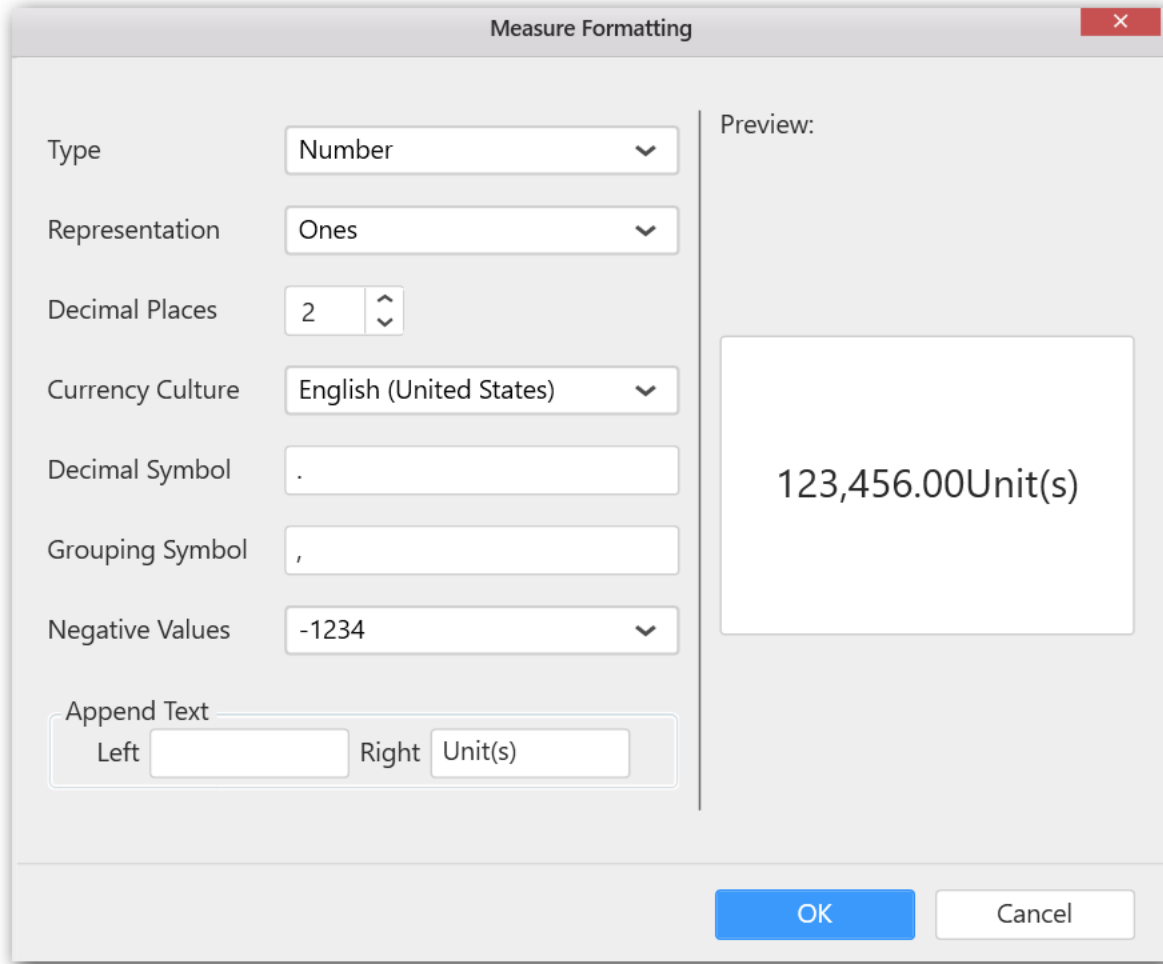 Measure Formatting
Type Number
Representation Ones
Decimal Places 2
Currency Culture English (United States)
Decimal Symbol .
Grouping Symbol ,
Negative Values -1234
Append Text
Left Right Unit(s)
Preview:
123,456.00Unit(s)
OK Cancel